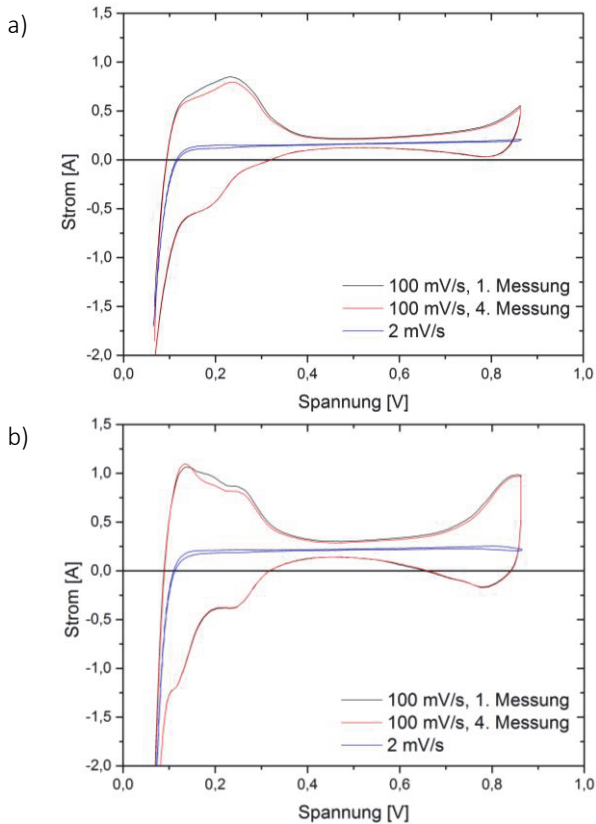 a)
1,5
1,0
0,5
0,0
-0,5
-1,0
-1,5
-2,0
Strom [A]
100 mV/s, 1. Messung
100 mV/s, 4. Messung
2 mV/s
0,0 0,2 0,4 0,6 0,8 1,0
Spannung [V]
b)
1,5
1,0
0,5
0,0
-0,5
-1,0
-1,5
-2,0
Strom [A]
100 mV/s, 1. Messung
100 mV/s, 4. Messung
2 mV/s
0,0 0,2 0,4 0,6 0,8 1,0
Spannung [V]